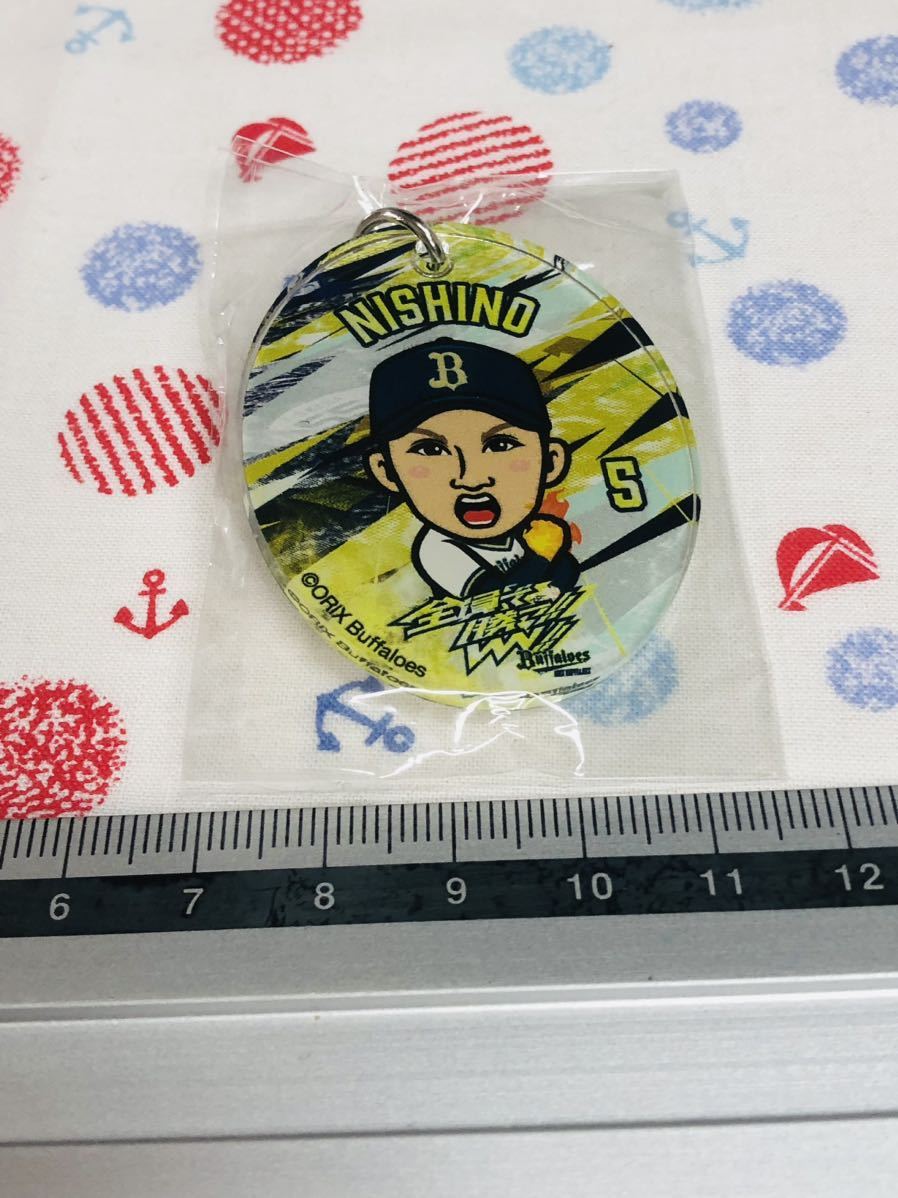 NISHINO
B
5
©ORIX Buffaloes
全員で勝つ!!
Buffaloes
6 7 8 9 10 11 12